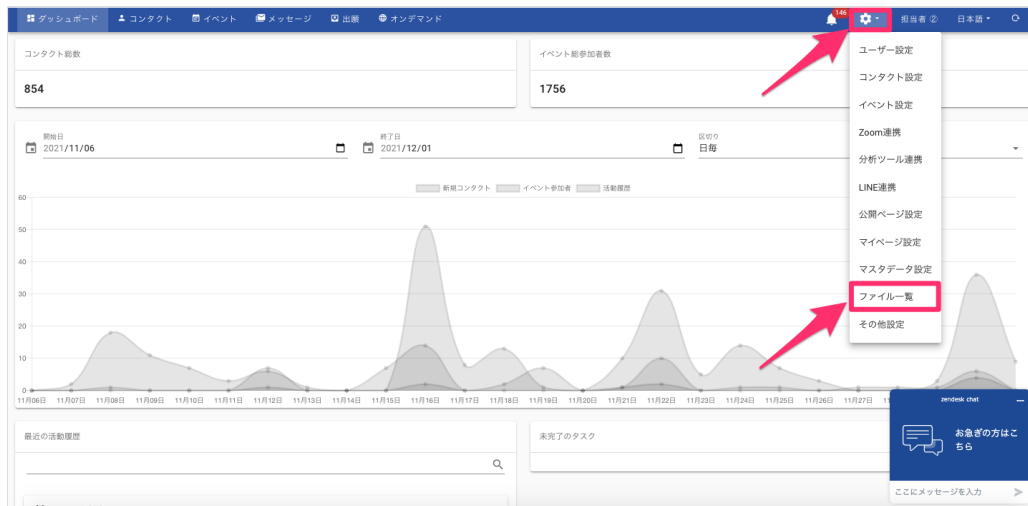 ダッシュボード コンタクト イベント メッセージ 出願 オンデマンド 146 担当者 ② 日本語
コンタクト総数
854
イベント総参加者数
1756
ユーザー設定
コンタクト設定
イベント設定
Zoom連携
分析ツール連携
LINE連携
公開ページ設定
マイページ設定
マスタデータ設定
ファイル一覧
その他設定
開始日
2021/11/06
終了日
2021/12/01
区切り
日毎
新規コンタクト イベント参加者 活動履歴
60
50
40
30
20
10
0
11月06日 11月07日 11月08日 11月09日 11月10日 11月11日 11月12日 11月13日 11月14日 11月15日 11月16日 11月17日 11月18日 11月19日 11月20日 11月21日 11月22日 11月23日 11月24日 11月25日 11月26日 11月27日
最近の活動履歴
未完了のタスク
zendesk chat
お急ぎの方はこ
ちら
ここにメッセージを入力